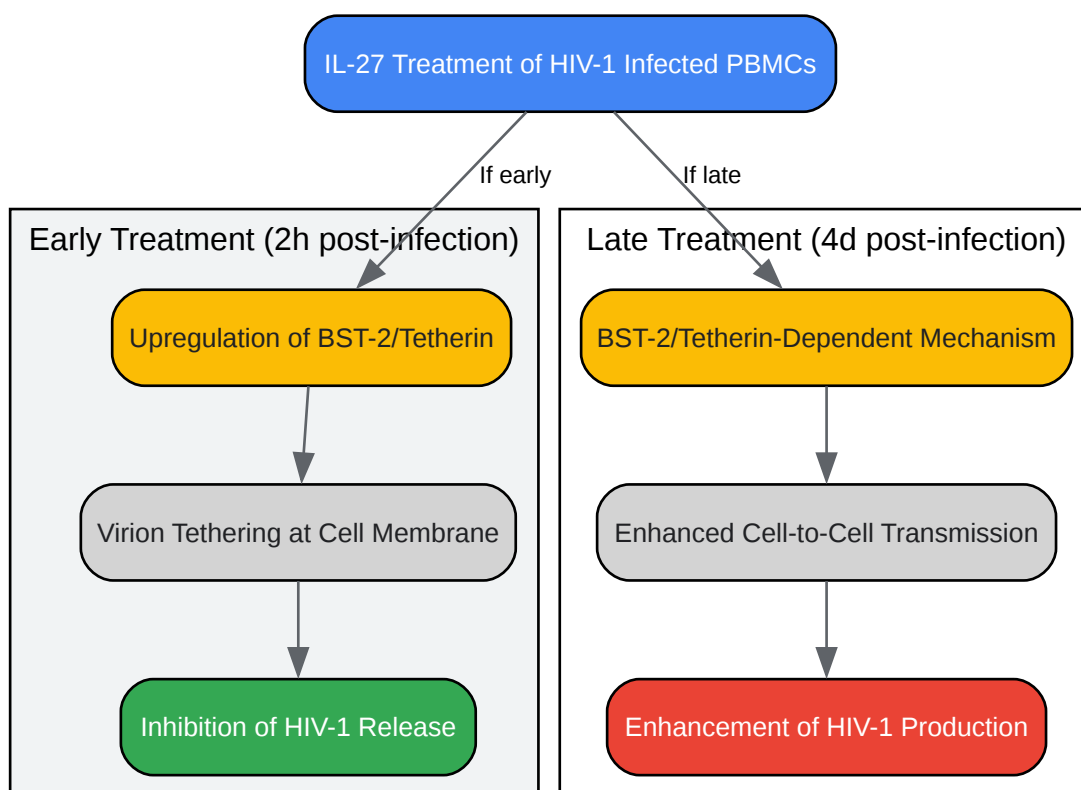 IL-27 Treatment of HIV-1 Infected PBMCs
If early
If late
Early Treatment (2h post-infection)
Upregulation of BST-2/Tetherin
Virion Tethering at Cell Membrane
Inhibition of HIV-1 Release
Late Treatment (4d post-infection)
BST-2/Tetherin-Dependent Mechanism
Enhanced Cell-to-Cell Transmission
Enhancement of HIV-1 Production